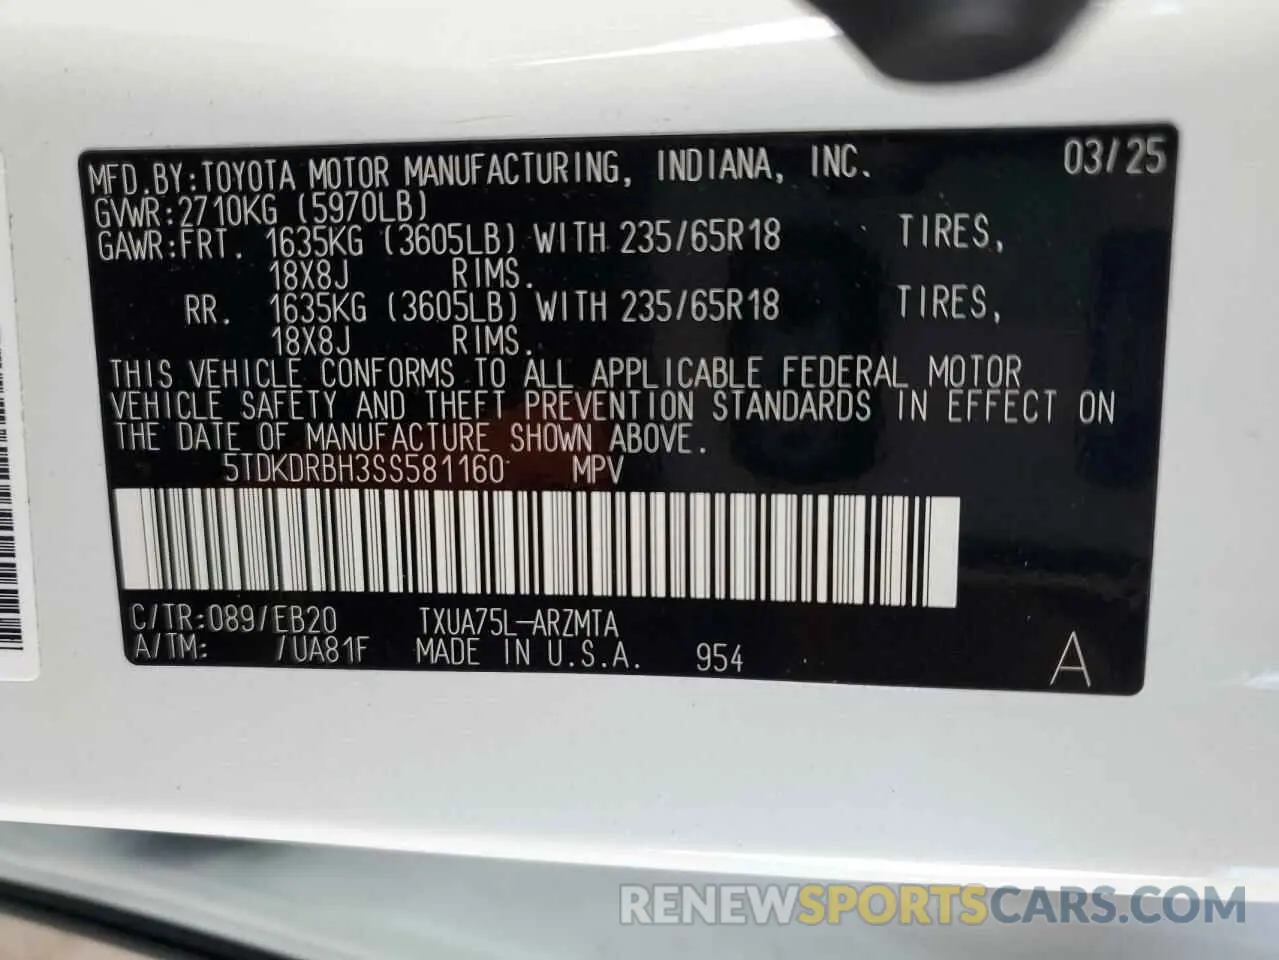 MFD.BY:TOYOTA MOTOR MANUFACTURING, INDIANA, INC. 03/25
GVWR:2710KG (5970LB)
GAWR:FRT. 1635KG (3605LB) WITH 235/65R18 TIRES,
18X8J RIMS.
RR. 1635KG (3605LB) WITH 235/65R18 TIRES,
18X8J RIMS.
THIS VEHICLE CONFORMS TO ALL APPLICABLE FEDERAL MOTOR
VEHICLE SAFETY AND THEFT PREVENTION STANDARDS IN EFFECT ON
THE DATE OF MANUFACTURE SHOWN ABOVE.
5TDKDRBH3SS581160 MPV
C/TR:089/EB20 TXUA75L-ARZMTA
A/TM: /UA81F MADE IN U.S.A. 954 A
RENEWSPORTSCARS.COM